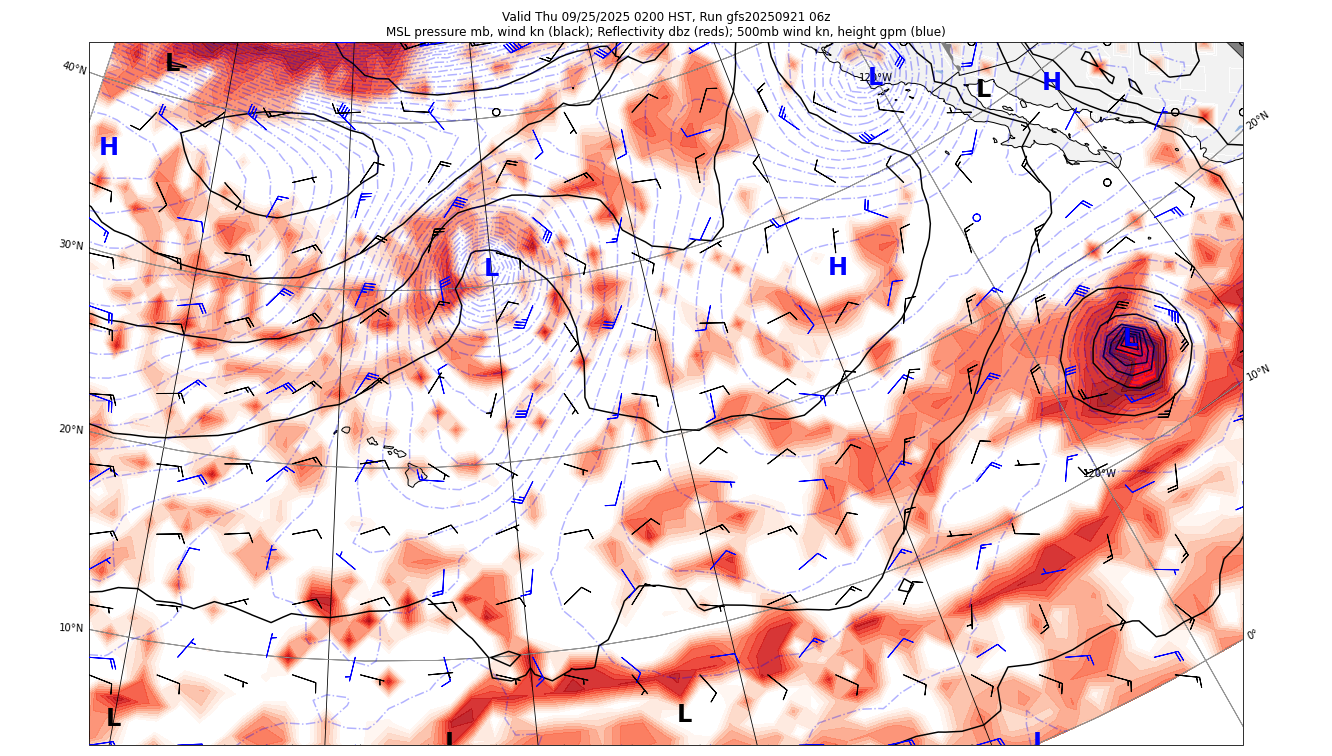 Valid Thu 09/25/2025 0200 HST, Run gfs20250921 06z
MSL pressure mb, wind kn (black); Reflectivity dbz (reds); 500mb wind kn, height gpm (blue)
L
40°N
L
120°W
H
L
20°N
H
30°N
L
H
L
10°N
20°N
120°W
10°N
0°
L
L
L
L